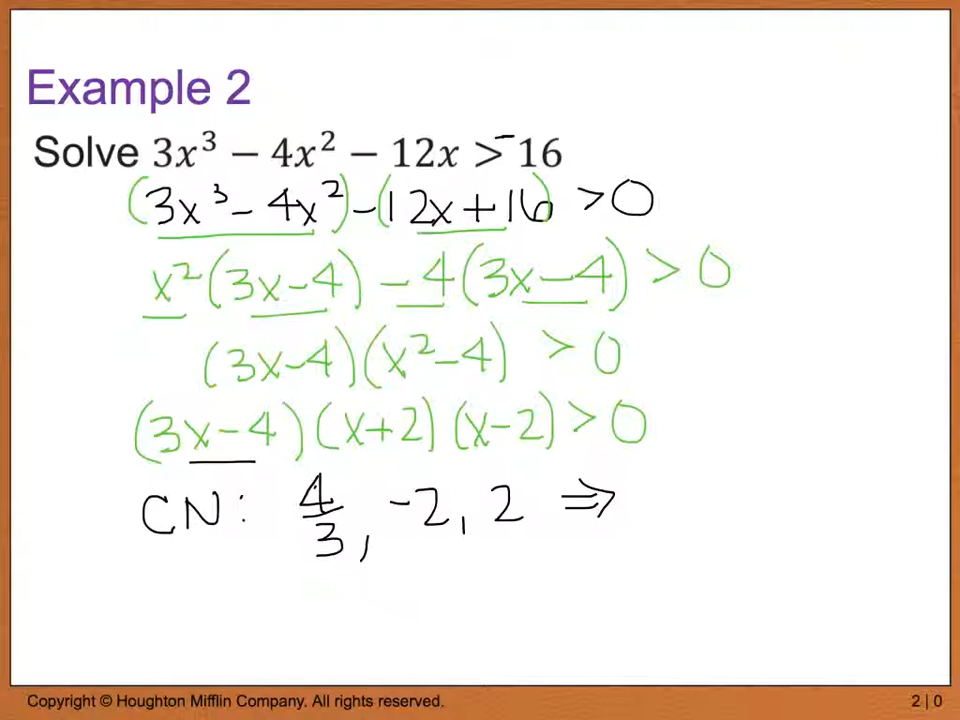 Example 2
Solve 3x³ − 4x² − 12x > -16
(3x³ - 4x²) - (12x + 16) > 0
x²(3x - 4) - 4(3x - 4) > 0
(3x - 4)(x² - 4) > 0
(3x - 4)(x + 2)(x - 2) > 0
CN: 4/3, -2, 2 ⇒
Copyright © Houghton Mifflin Company. All rights reserved. 2 | 0